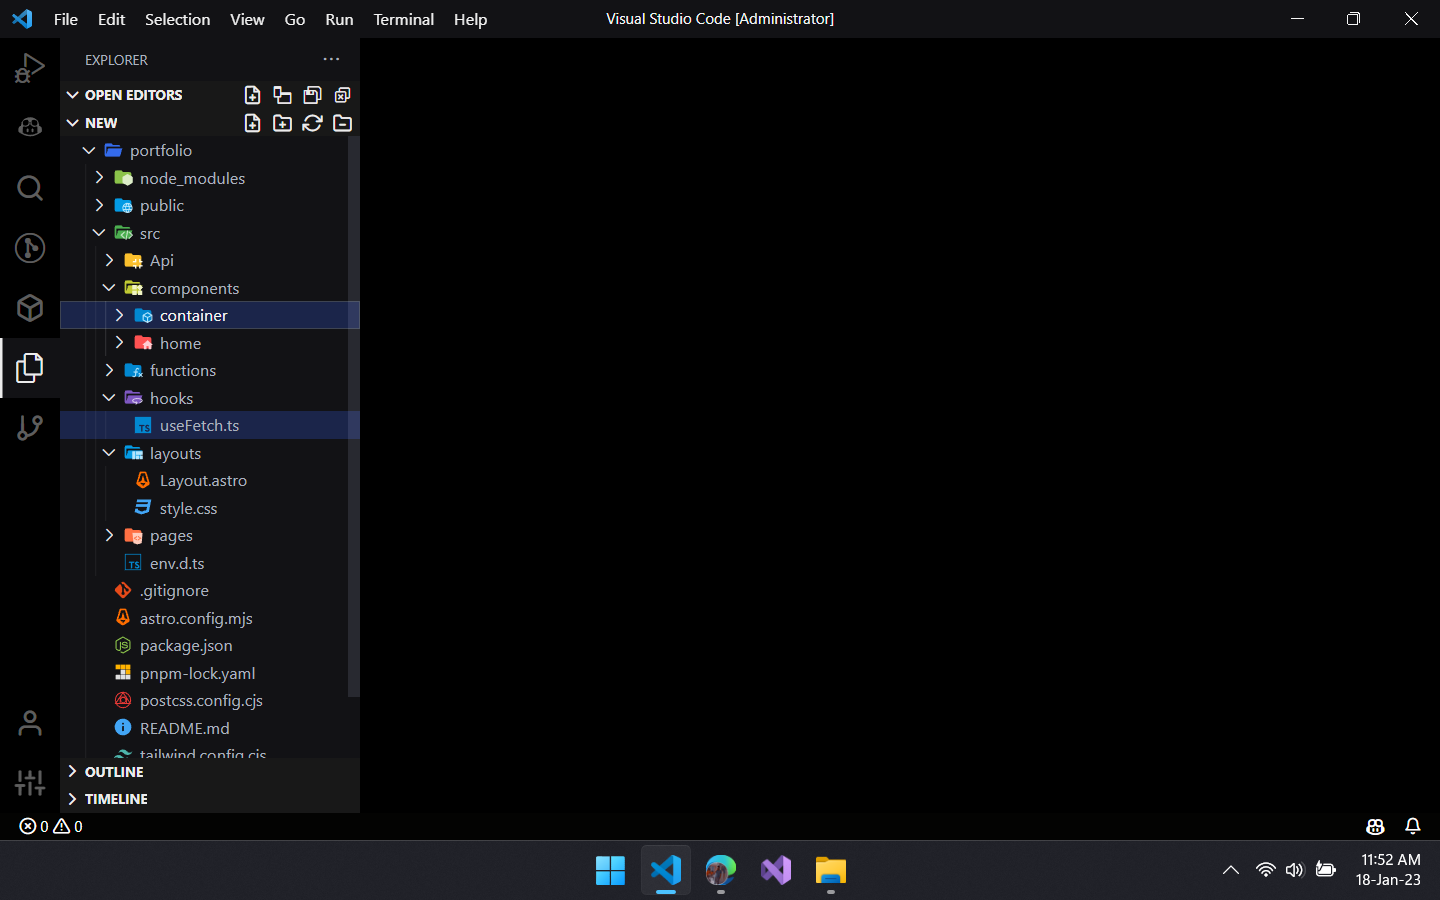 File Edit Selection View Go Run Terminal Help Visual Studio Code [Administrator]
EXPLORER
OPEN EDITORS
NEW
portfolio
node_modules
public
src
Api
components
container
home
functions
hooks
useFetch.ts
layouts
Layout.astro
style.css
pages
env.d.ts
.gitignore
astro.config.mjs
package.json
pnpm-lock.yaml
postcss.config.cjs
README.md
tailwind.config.cjs
OUTLINE
TIMELINE
0 0
11:52 AM
18-Jan-23